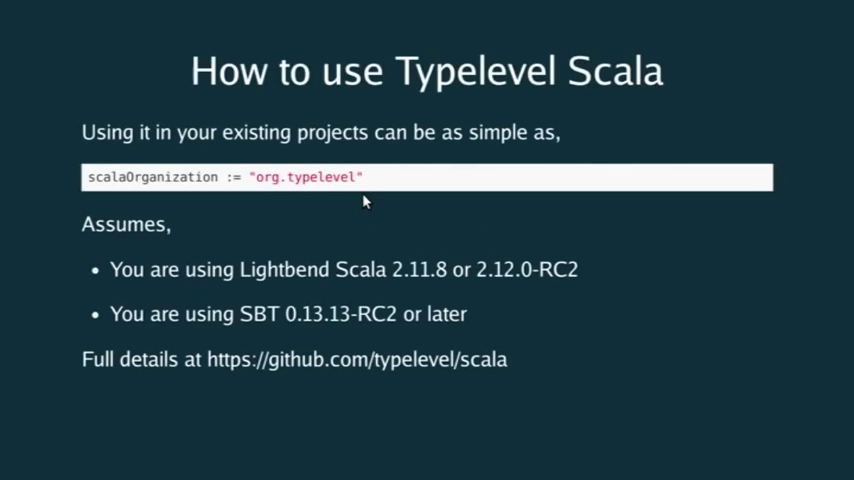 How to use Typelevel Scala
Using it in your existing projects can be as simple as,
scalaOrganization := "org.typelevel"
Assumes,
• You are using Lightbend Scala 2.11.8 or 2.12.0-RC2
• You are using SBT 0.13.13-RC2 or later
Full details at https://github.com/typelevel/scala